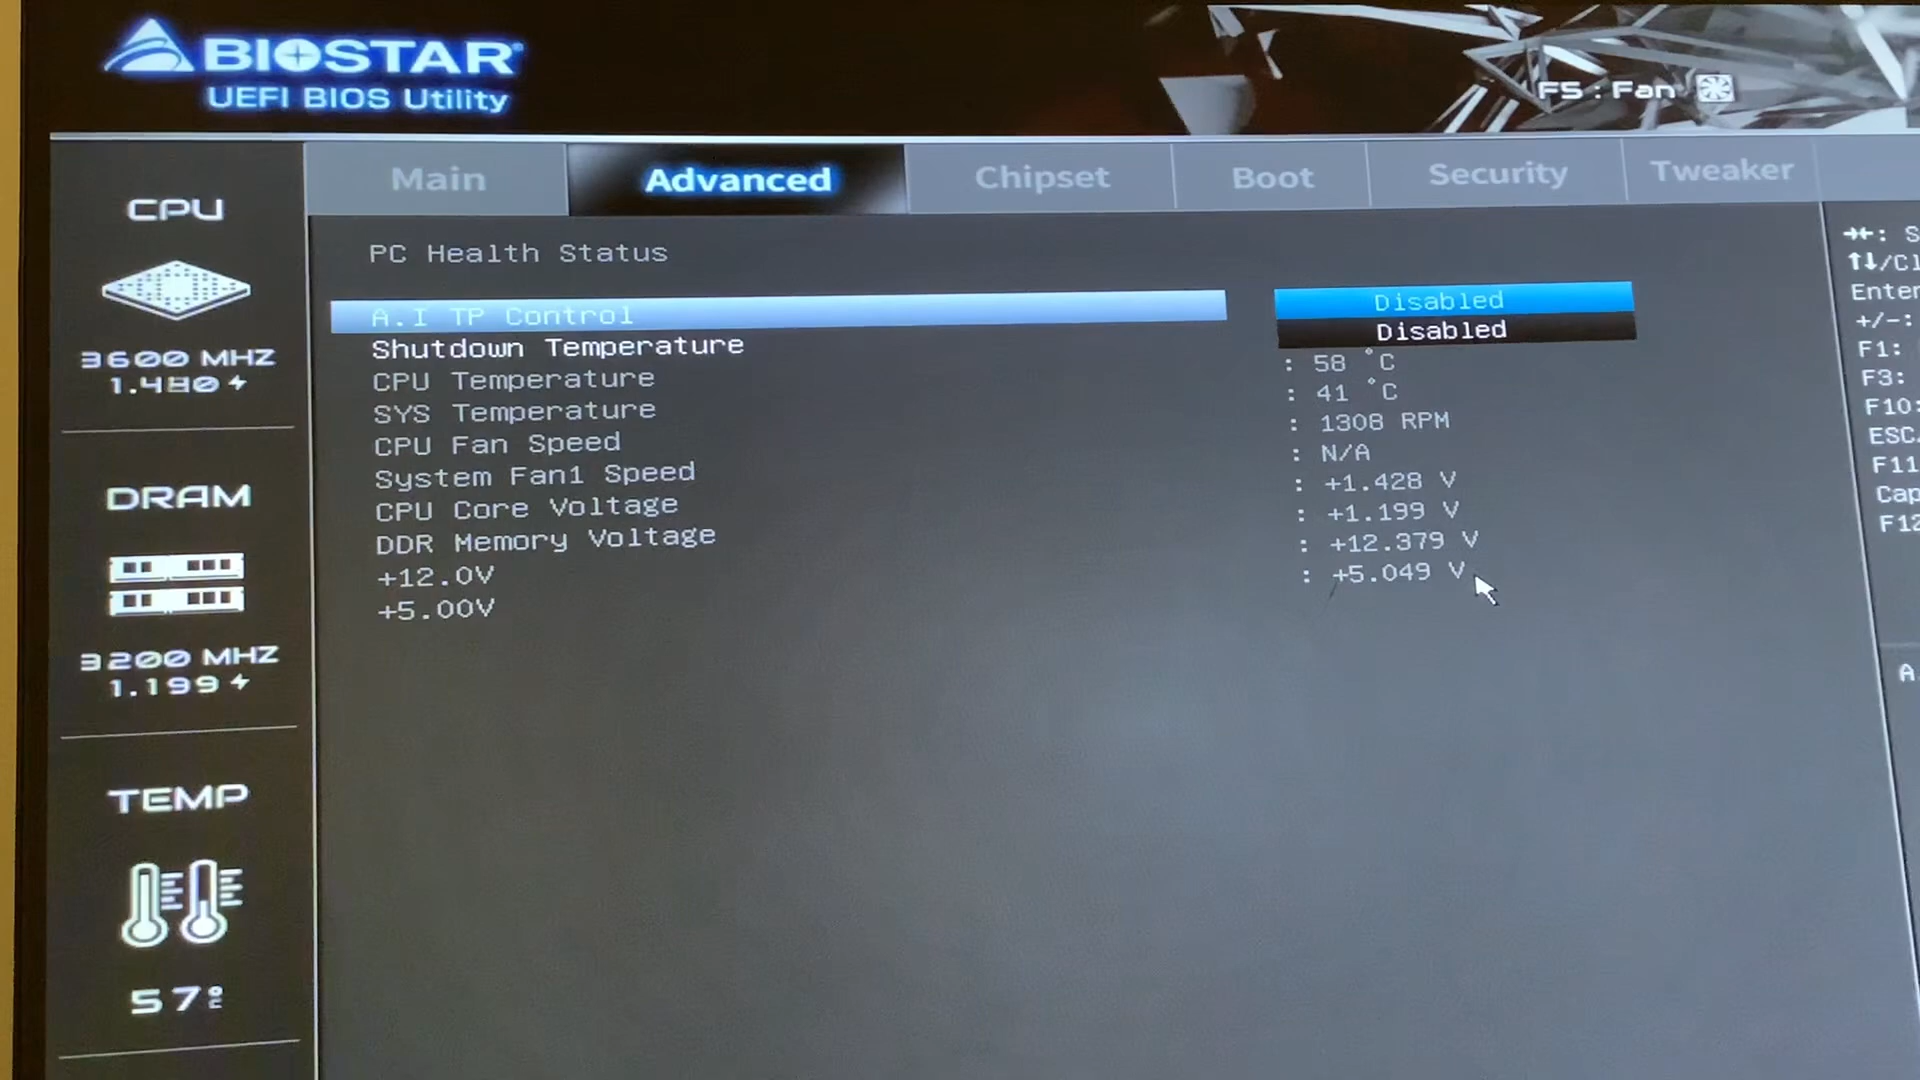 BIOSTAR
UEFI BIOS Utility
F5 : Fan
Main Advanced Chipset Boot Security Tweaker
CPU
3600 MHZ
1.480
DRAM
3200 MHZ
1.199
TEMP
57°C
PC Health Status
A.I TP Control Disabled
Shutdown Temperature Disabled
CPU Temperature : 58 °C
SYS Temperature : 41 °C
CPU Fan Speed : 1308 RPM
System Fan1 Speed : N/A
CPU Core Voltage : +1.428 V
DDR Memory Voltage : +1.199 V
+12.0V : +12.379 V
+5.00V : +5.049 V
→←: S
↑↓/Cl
Enter
+/-:
F1:
F3:
F10:
ESC
F11
Cap
F12
A